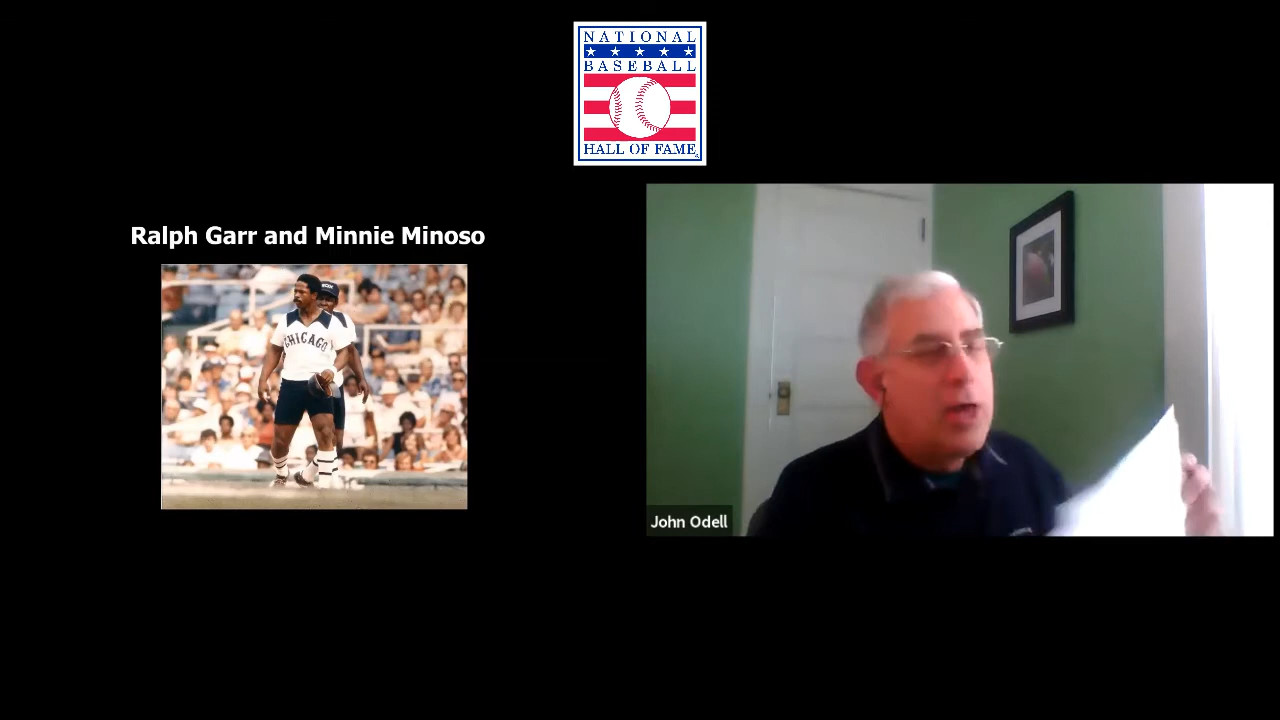 NATIONAL
BASEBALL
HALL OF FAME
Ralph Garr and Minnie Minoso
CHICAGO
John Odell